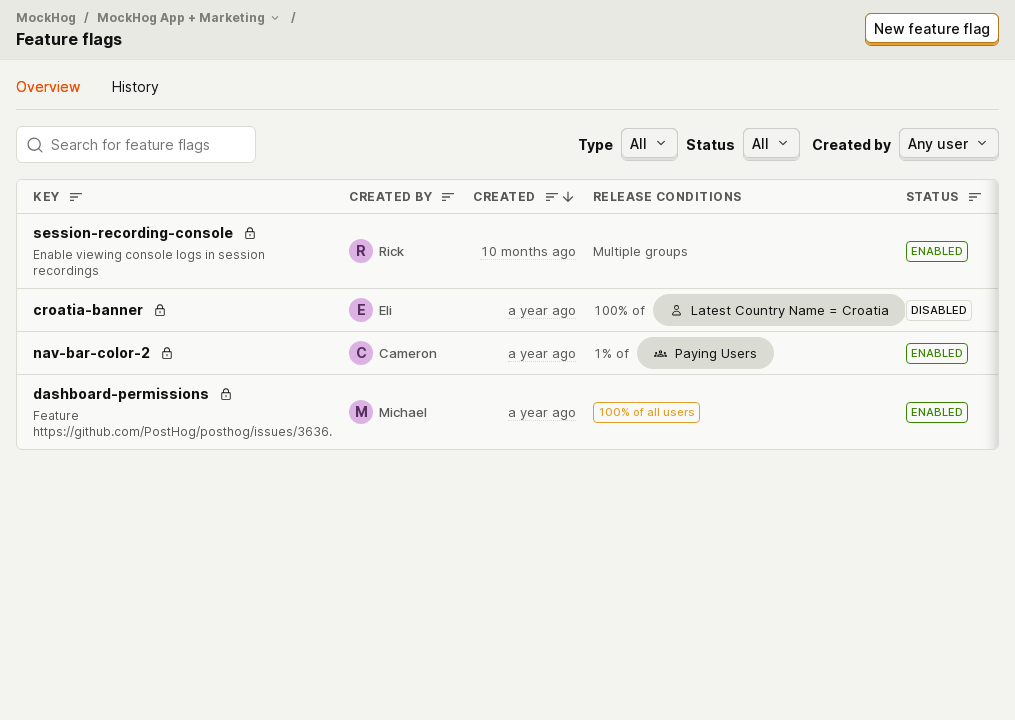 MockHog / MockHog App + Marketing /
Feature flags
New feature flag
Overview
History
Search for feature flags
Type All Status All Created by Any user
KEY CREATED BY CREATED RELEASE CONDITIONS STATUS
session-recording-console
Enable viewing console logs in session
recordings
R Rick 10 months ago Multiple groups ENABLED
croatia-banner E Eli a year ago 100% of Latest Country Name = Croatia DISABLED
nav-bar-color-2 C Cameron a year ago 1% of Paying Users ENABLED
dashboard-permissions
Feature
https://github.com/PostHog/posthog/issues/3636.
M Michael a year ago 100% of all users ENABLED